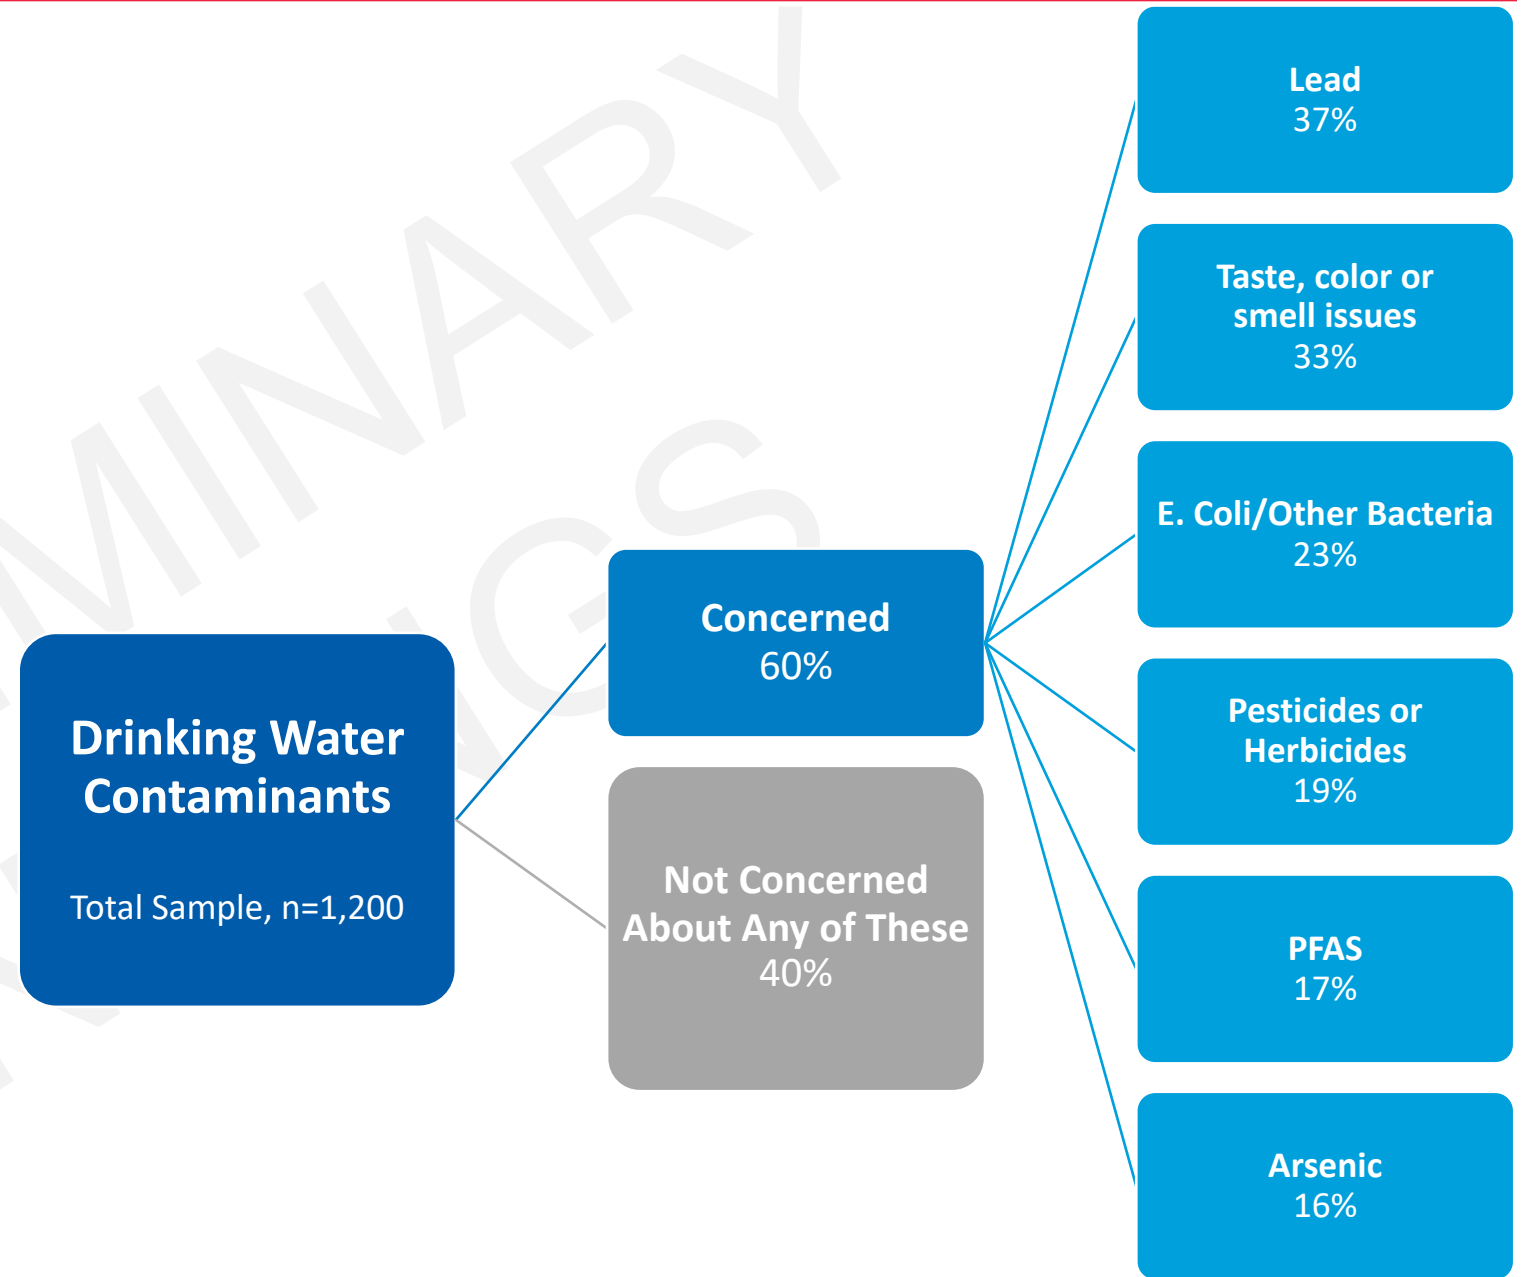 Drinking Water
Contaminants
Total Sample, n=1,200
Concerned
60%
Not Concerned
About Any of These
40%
Lead
37%
Taste, color or
smell issues
33%
E. Coli/Other Bacteria
23%
Pesticides or
Herbicides
19%
PFAS
17%
Arsenic
16%